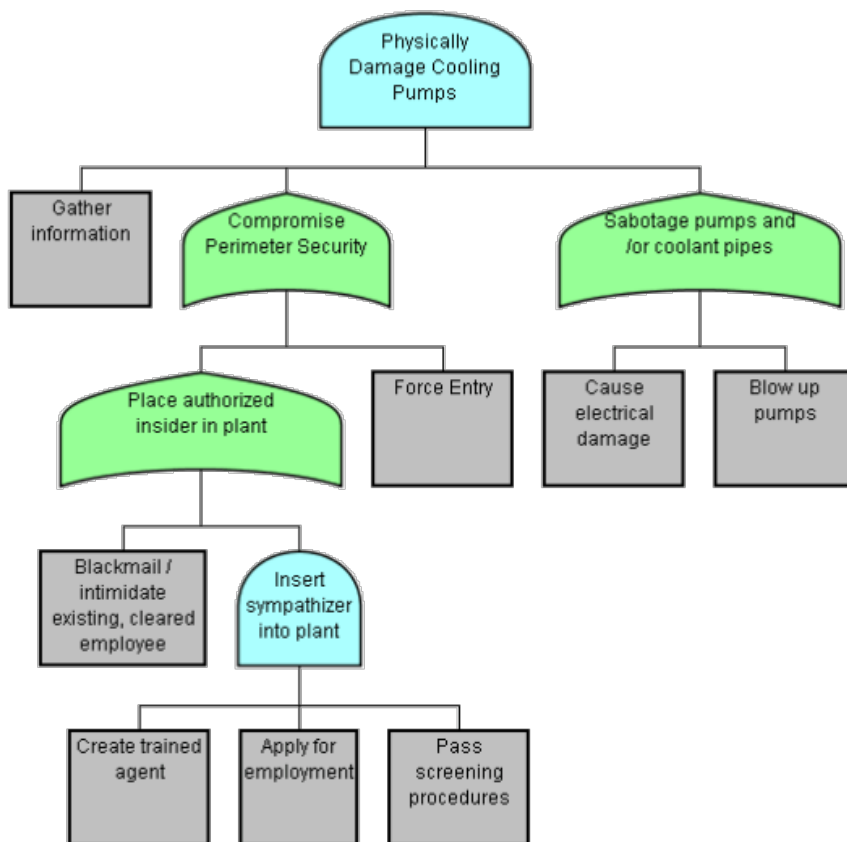 Physically
Damage Cooling
Pumps
Gather
information
Compromise
Perimeter Security
Sabotage pumps and
/or coolant pipes
Place authorized
insider in plant
Force Entry
Cause
electrical
damage
Blow up
pumps
Blackmail /
intimidate
existing, cleared
employee
Insert
sympathizer
into plant
Create trained
agent
Apply for
employment
Pass
screening
procedures